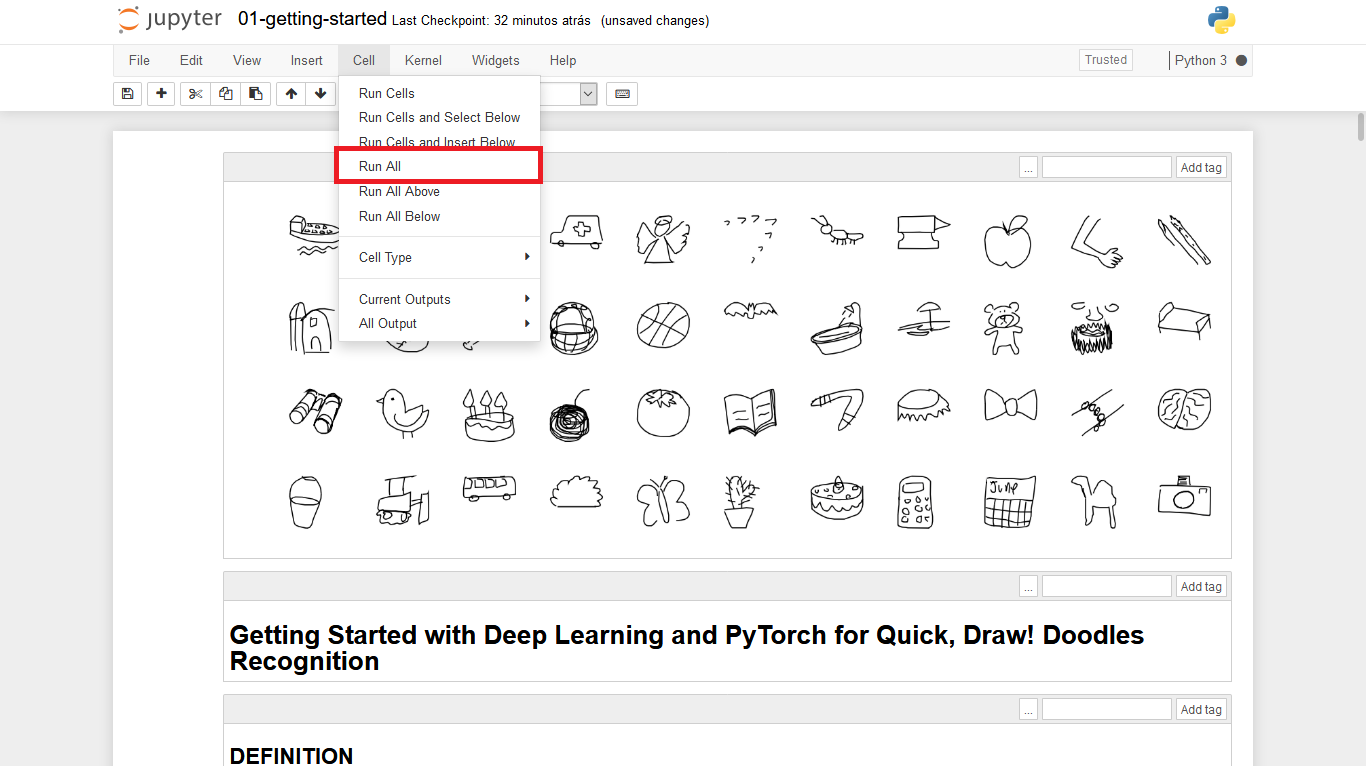 jupyter 01-getting-started Last Checkpoint: 32 minutos atrás (unsaved changes)
File Edit View Insert Cell Kernel Widgets Help Trusted Python 3
Run Cells
Run Cells and Select Below
Run Cells and Insert Below
Run All
Run All Above
Run All Below
Cell Type
Current Outputs
All Output
... Add tag
June
... Add tag
Getting Started with Deep Learning and PyTorch for Quick, Draw! Doodles
Recognition
... Add tag
DEFINITION